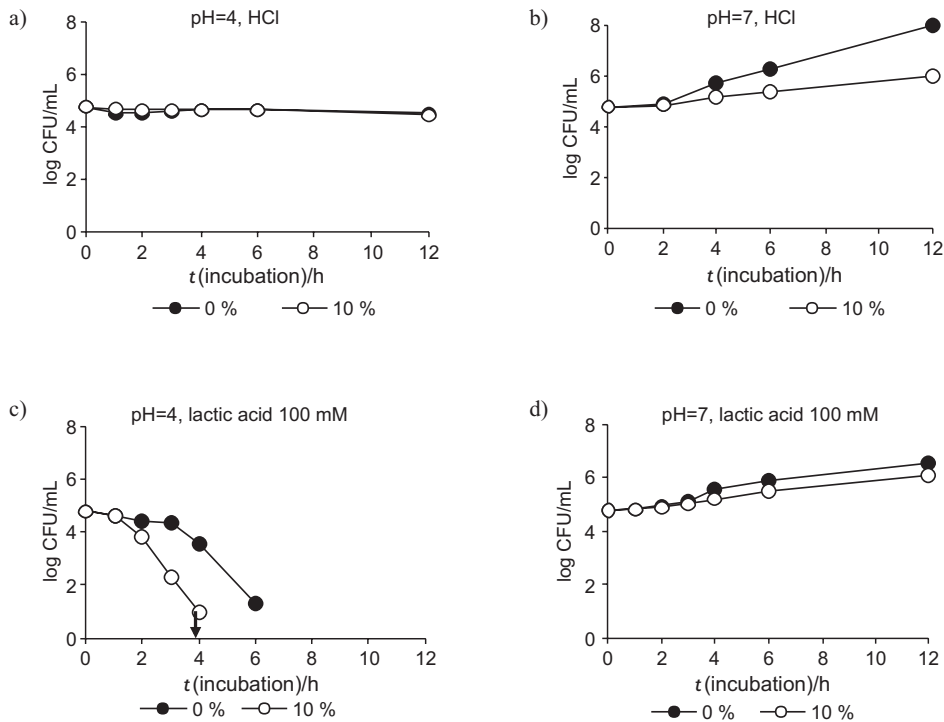 a)
pH=4, HCl
8
6
4
2
0
log CFU/mL
0 2 4 6 8 10 12
t (incubation)/h
0 % 10 %
b)
pH=7, HCl
8
6
4
2
0
log CFU/mL
0 2 4 6 8 10 12
t (incubation)/h
0 % 10 %
c)
pH=4, lactic acid 100 mM
8
6
4
2
0
log CFU/mL
0 2 4 6 8 10 12
t (incubation)/h
0 % 10 %
d)
pH=7, lactic acid 100 mM
8
6
4
2
0
log CFU/mL
0 2 4 6 8 10 12
t (incubation)/h
0 % 10 %